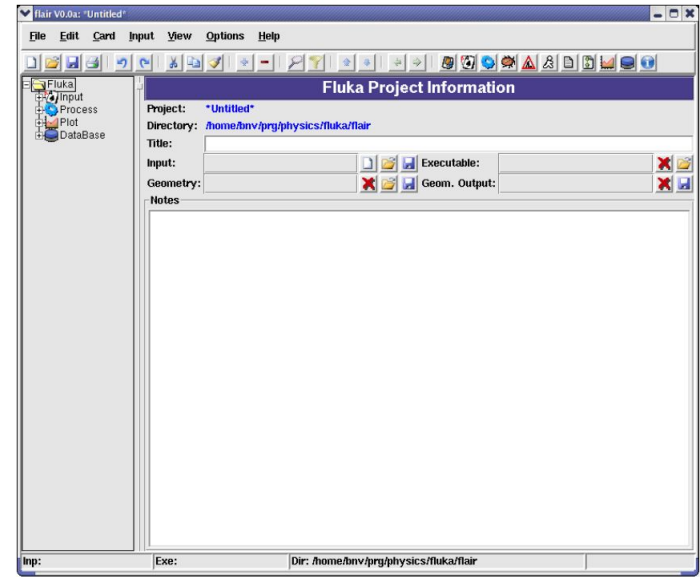 flair V0.0a: *Untitled*
File Edit Card Input View Options Help
Fluka
Input
Process
Plot
DataBase
Fluka Project Information
Project: *Untitled*
Directory: /home/bnv/prg/physics/fluka/flair
Title:
Input: Executable:
Geometry: Geom. Output:
Notes
Inp: Exe: Dir: /home/bnv/prg/physics/fluka/flair